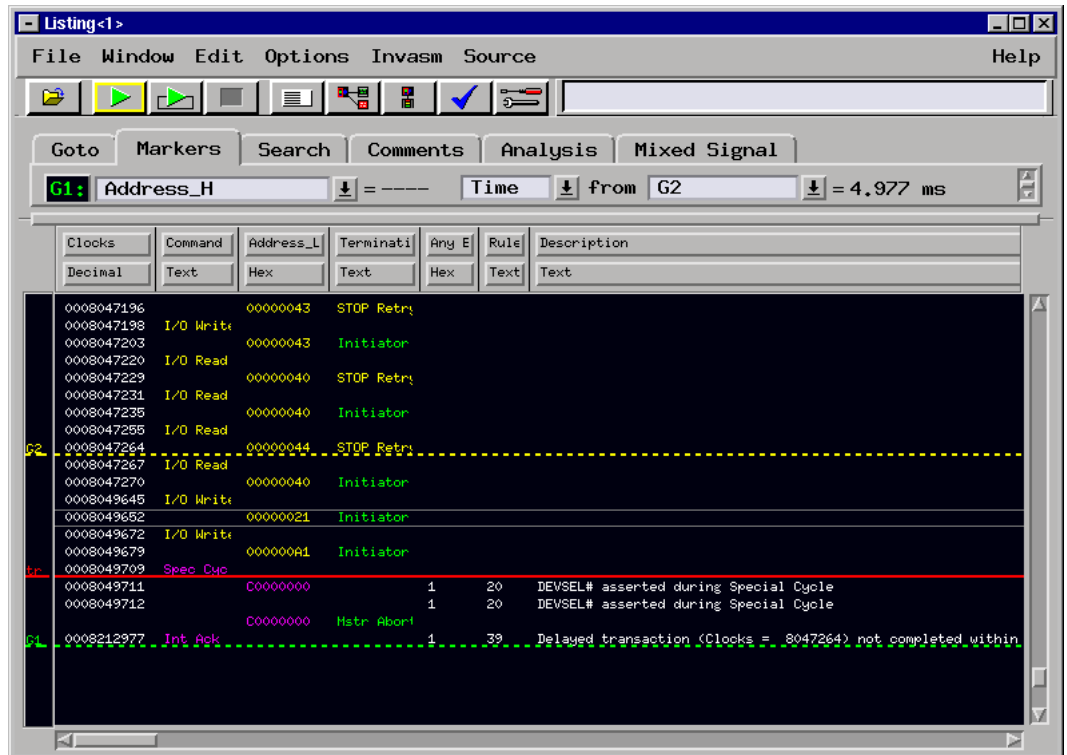 Listing<1>
File Window Edit Options Invasm Source Help
Goto Markers Search Comments Analysis Mixed Signal
G1: Address_H = ---- Time from G2 = 4.977 ms
Clocks Command Address_L Terminati Any E Rule Description
Decimal Text Hex Text Hex Text Text
0008047196 00000043 STOP Retry
0008047198 I/O Write
0008047203 00000043 Initiator
0008047220 I/O Read
0008047229 00000040 STOP Retry
0008047231 I/O Read
0008047235 00000040 Initiator
0008047255 I/O Read
G2 0008047264 00000044 STOP Retry
0008047267 I/O Read
0008047270 00000040 Initiator
0008049645 I/O Write
0008049652 00000021 Initiator
0008049672 I/O Write
0008049679 000000A1 Initiator
tr 0008049709 Spec Cyc
0008049711 C0000000 1 20 DEVSEL# asserted during Special Cycle
0008049712 1 20 DEVSEL# asserted during Special Cycle
C0000000 Mstr Abort
G1 0008212977 Int Ack 1 39 Delayed transaction (Clocks = 8047264) not completed within